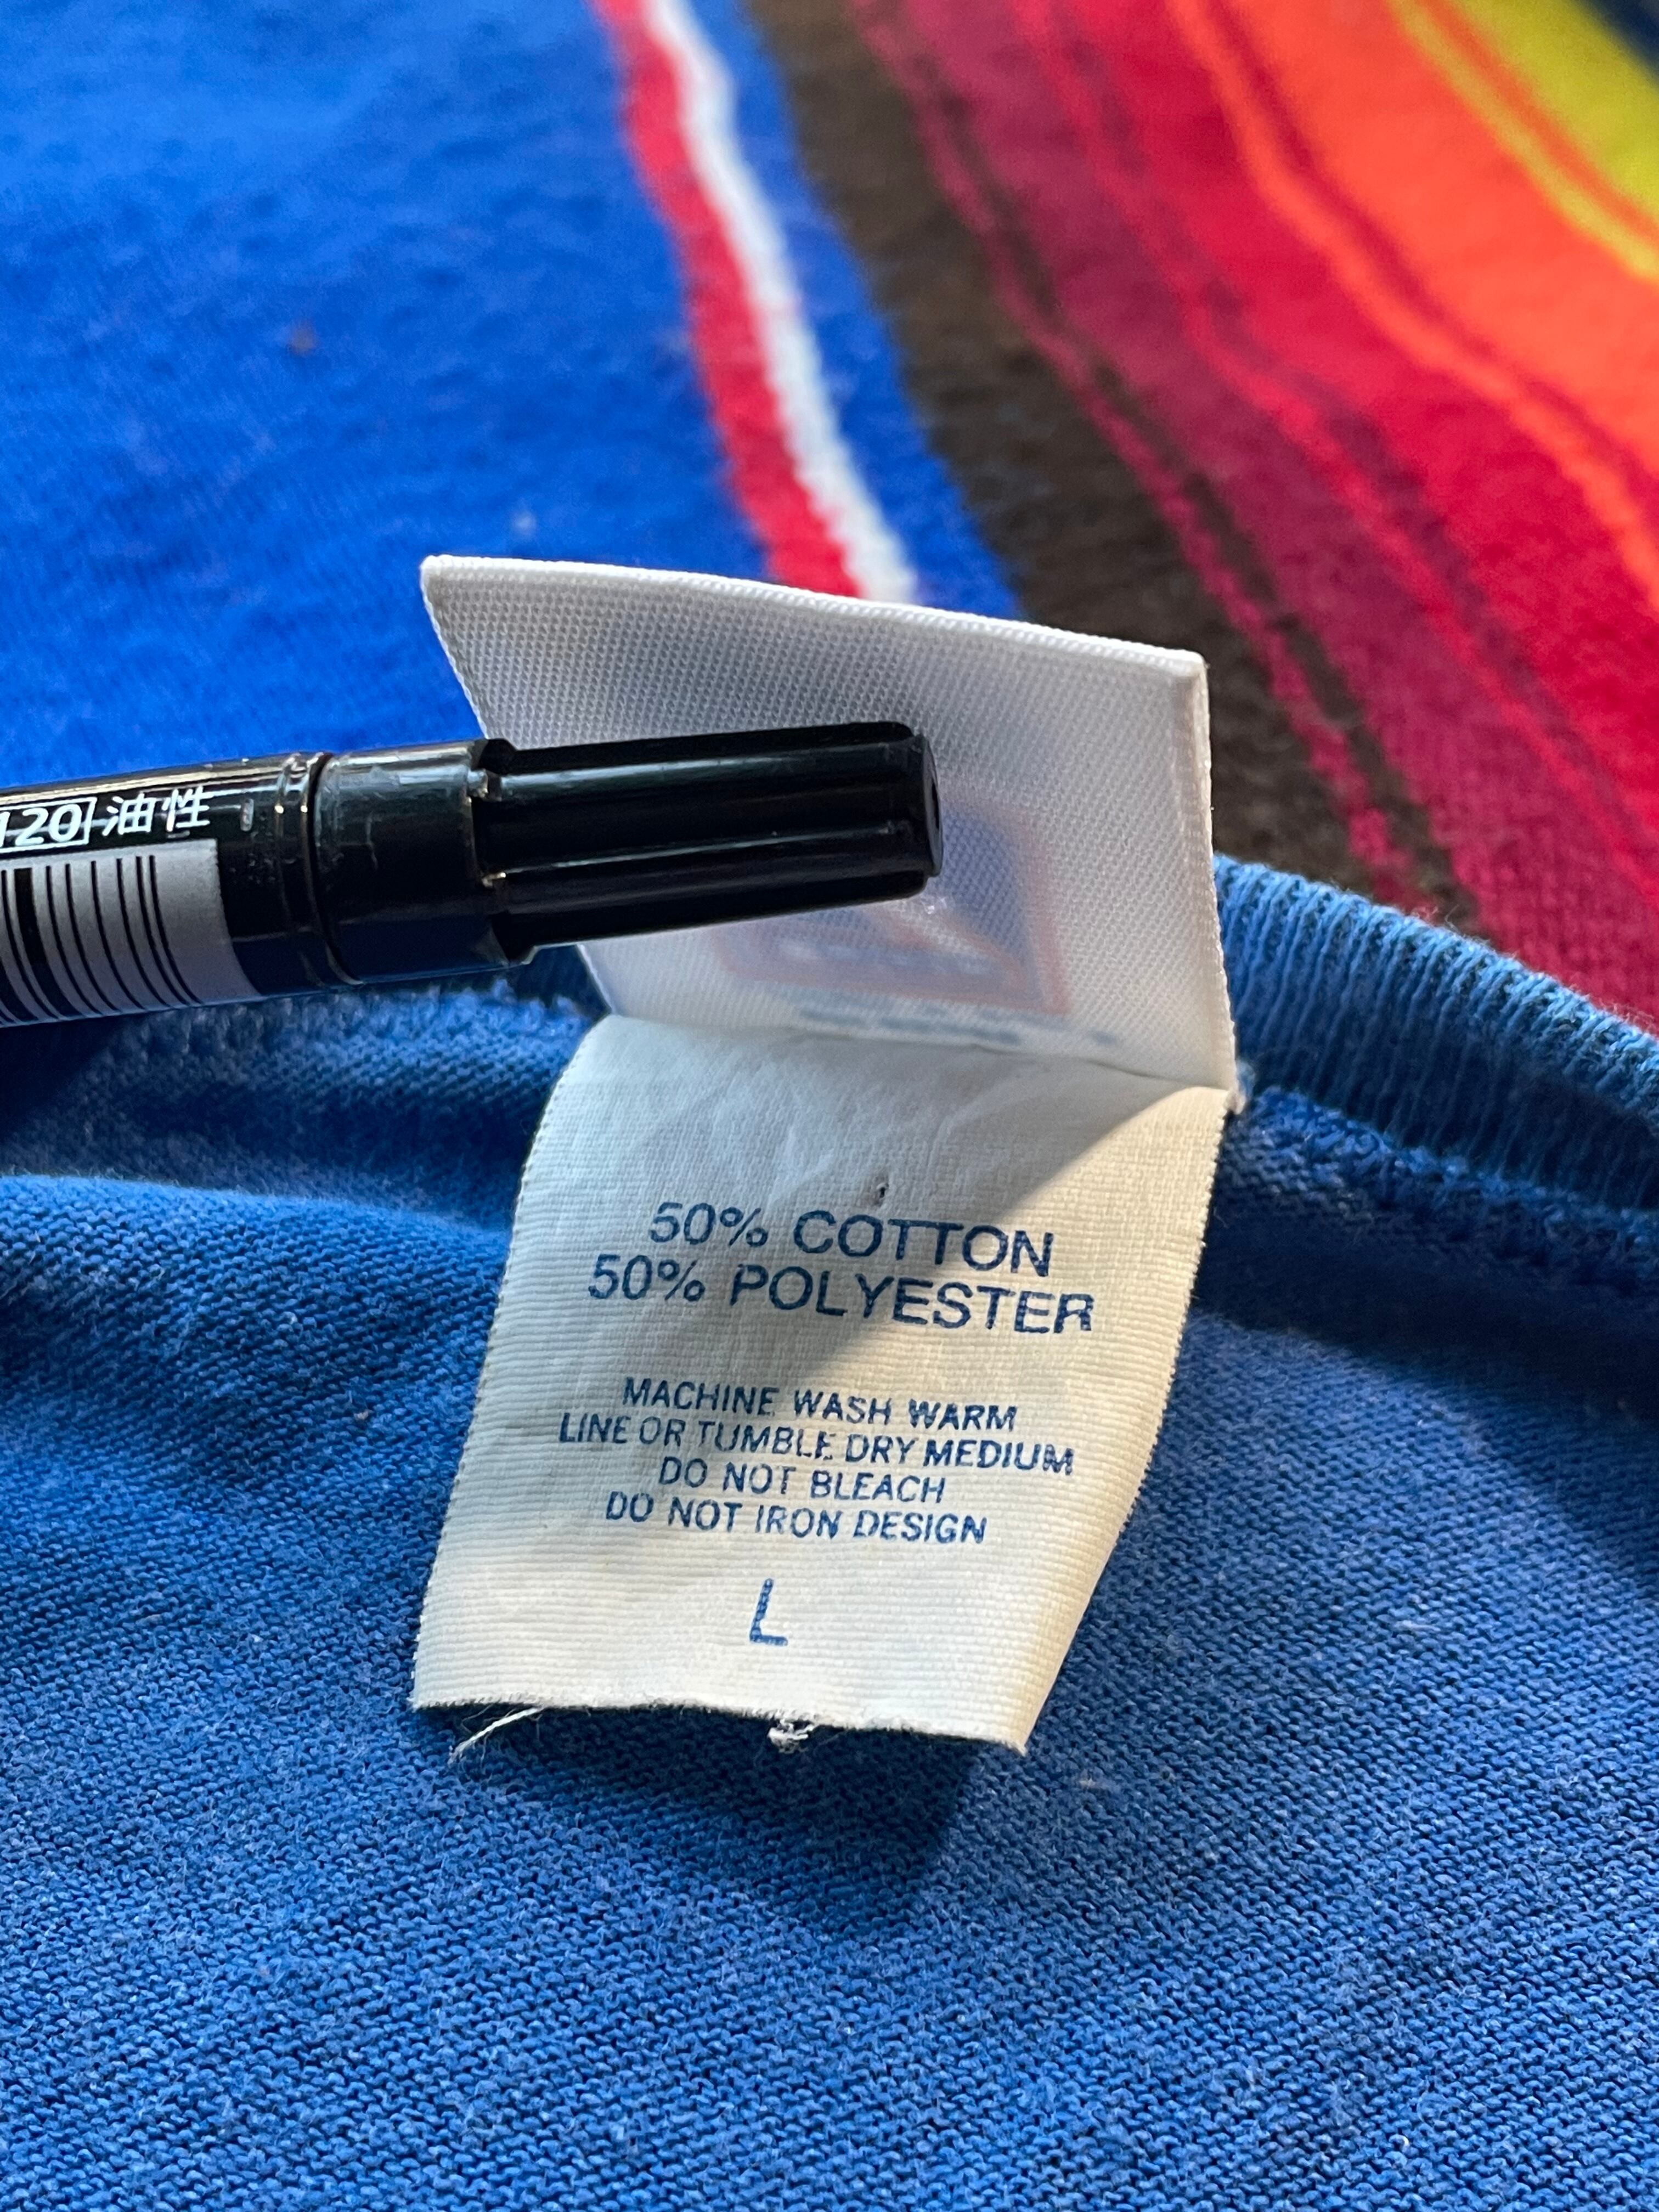 120 油性
50% COTTON
50% POLYESTER
MACHINE WASH WARM
LINE OR TUMBLE DRY MEDIUM
DO NOT BLEACH
DO NOT IRON DESIGN
L